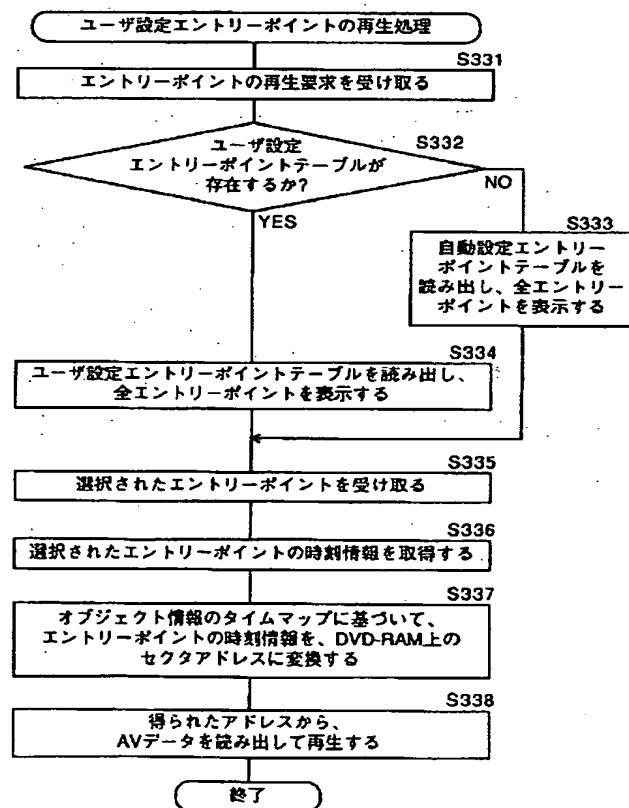 ユーザ設定エントリーポイントの再生処理
S331
エントリーポイントの再生要求を受け取る
S332
ユーザ設定
エントリーポイントテーブルが
存在するか?
NO
YES
S333
自動設定エントリー
ポイントテーブルを
読み出し、全エントリー
ポイントを表示する
S334
ユーザ設定エントリーポイントテーブルを読み出し、
全エントリーポイントを表示する
S335
選択されたエントリーポイントを受け取る
S336
選択されたエントリーポイントの時刻情報を取得する
S337
オブジェクト情報のタイムマップに基づいて、
エントリーポイントの時刻情報を、DVD-RAM上の
セクタアドレスに変換する
S338
得られたアドレスから、
AVデータを読み出して再生する
終了